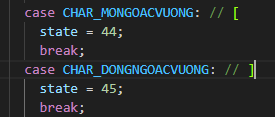 case CHAR_MONGOACVUONG: // [
state = 44;
break;
case CHAR_DONGNGOACVUONG: // ]
state = 45;
break;